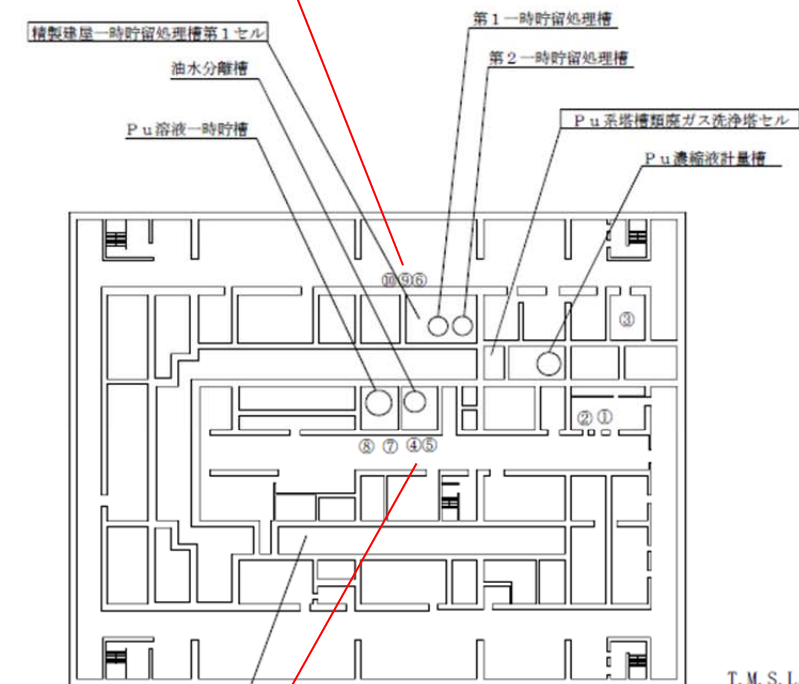 第１一時貯留処理槽
精製建屋一時貯留処理槽第１セル
第２一時貯留処理槽
油水分離槽
Ｐｕ系塔槽類廃ガス洗浄塔セル
Ｐｕ溶液一時貯槽
Ｐｕ濃縮液計量槽
⑩⑨⑥
③
② ①
⑧ ⑦ ④⑤
T.M.S.L